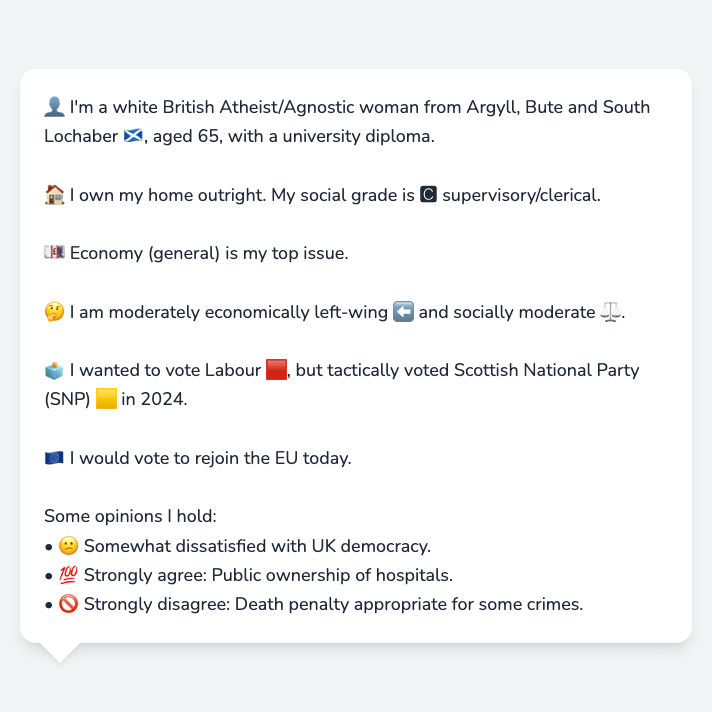 👤 I'm a white British Atheist/Agnostic woman from Argyll, Bute and South
Lochaber 🏴󠁧󠁢󠁳󠁣󠁴󠁿, aged 65, with a university diploma.
🏠 I own my home outright. My social grade is 🅲 supervisory/clerical.
💷 Economy (general) is my top issue.
🤔 I am moderately economically left-wing ⬅️ and socially moderate ⚖️.
🗳️ I wanted to vote Labour 🟥, but tactically voted Scottish National Party
(SNP) 🟨 in 2024.
🇪🇺 I would vote to rejoin the EU today.
Some opinions I hold:
• 😕 Somewhat dissatisfied with UK democracy.
• 💯 Strongly agree: Public ownership of hospitals.
• 🚫 Strongly disagree: Death penalty appropriate for some crimes.